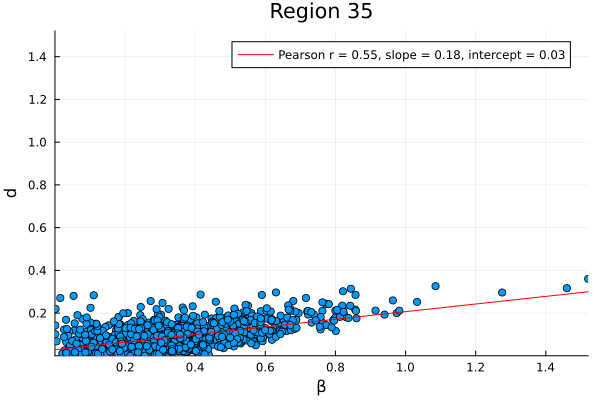 Region 35
Pearson r = 0.55, slope = 0.18, intercept = 0.03
1.4
1.2
1.0
0.8
0.6
0.4
0.2
d
0.2 0.4 0.6 0.8 1.0 1.2 1.4
β